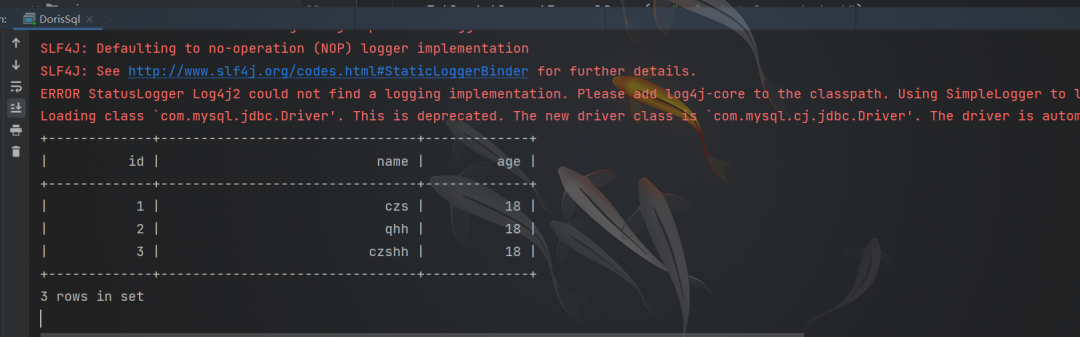 n: DorisSql ×
SLF4J: Defaulting to no-operation (NOP) logger implementation
SLF4J: See http://www.slf4j.org/codes.html#StaticLoggerBinder for further details.
ERROR StatusLogger Log4j2 could not find a logging implementation. Please add log4j-core to the classpath. Using SimpleLogger to l
Loading class `com.mysql.jdbc.Driver'. This is deprecated. The new driver class is `com.mysql.cj.jdbc.Driver'. The driver is autom
+-------------+--------------------------------+-------------+
| id | name | age |
+-------------+--------------------------------+-------------+
| 1 | czs | 18 |
| 2 | qhh | 18 |
| 3 | czshh | 18 |
+-------------+--------------------------------+-------------+
3 rows in set